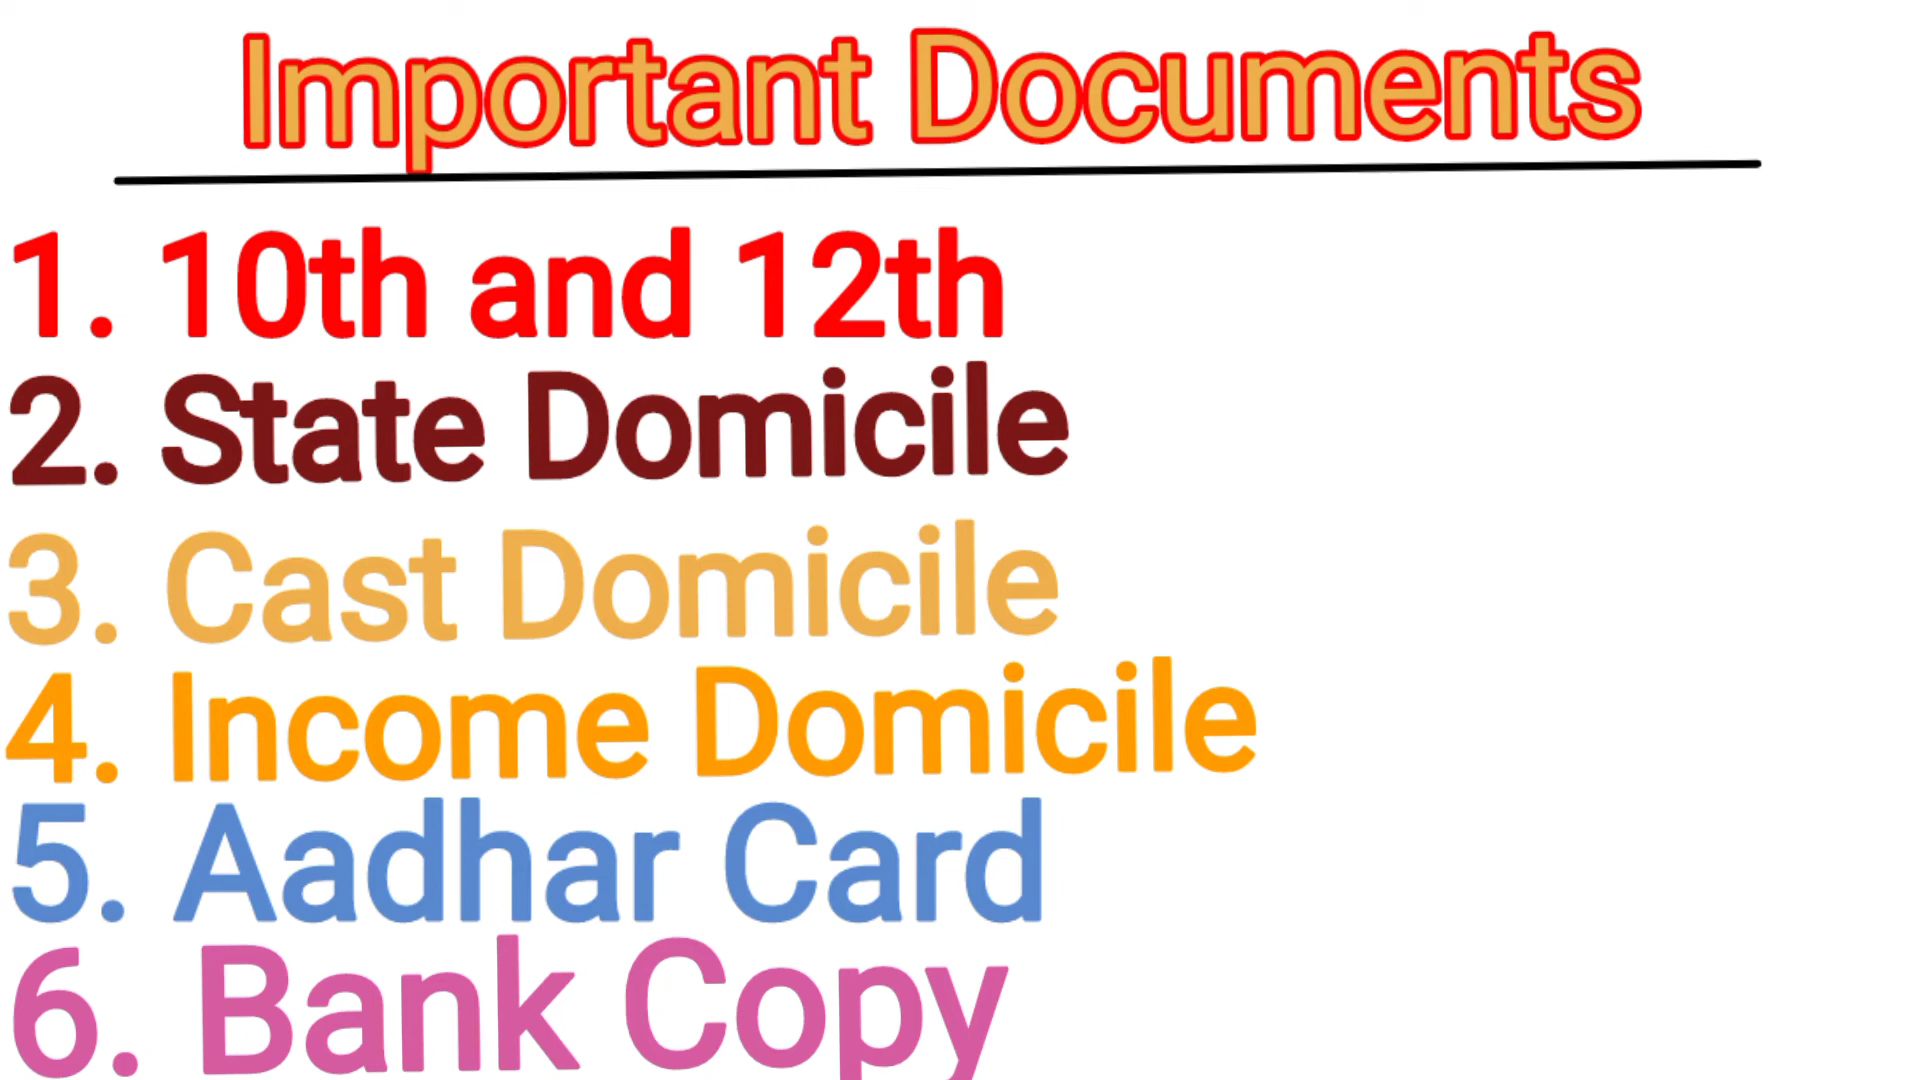 Important Documents
1. 10th and 12th
2. State Domicile
3. Cast Domicile
4. Income Domicile
5. Aadhar Card
6. Bank Copy